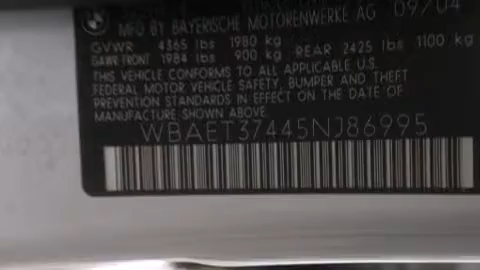 MFG BY BAYERISCHE MOTORENWERKE AG 09/04
GVWR 4365 lbs 1980 kg
GAWR FRONT 1984 lbs 900 kg REAR 2425 lbs 1100 kg
THIS VEHICLE CONFORMS TO ALL APPLICABLE U.S.
FEDERAL MOTOR VEHICLE SAFETY, BUMPER AND THEFT
PREVENTION STANDARDS IN EFFECT ON THE DATE OF
MANUFACTURE SHOWN ABOVE.
WBAET37445NJ86995